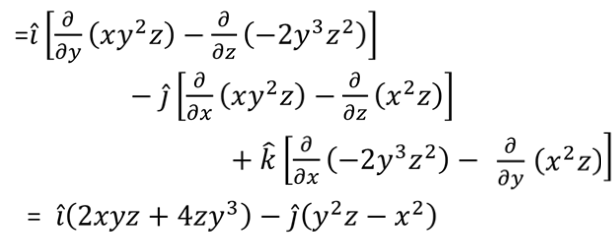 =î [∂/∂y (xy²z) − ∂/∂z (−2y³z²)]
− ĵ [∂/∂x (xy²z) − ∂/∂z (x²z)]
+ k̂ [∂/∂x (−2y³z²) − ∂/∂y (x²z)]
= î(2xyz + 4zy³) − ĵ(y²z − x²)